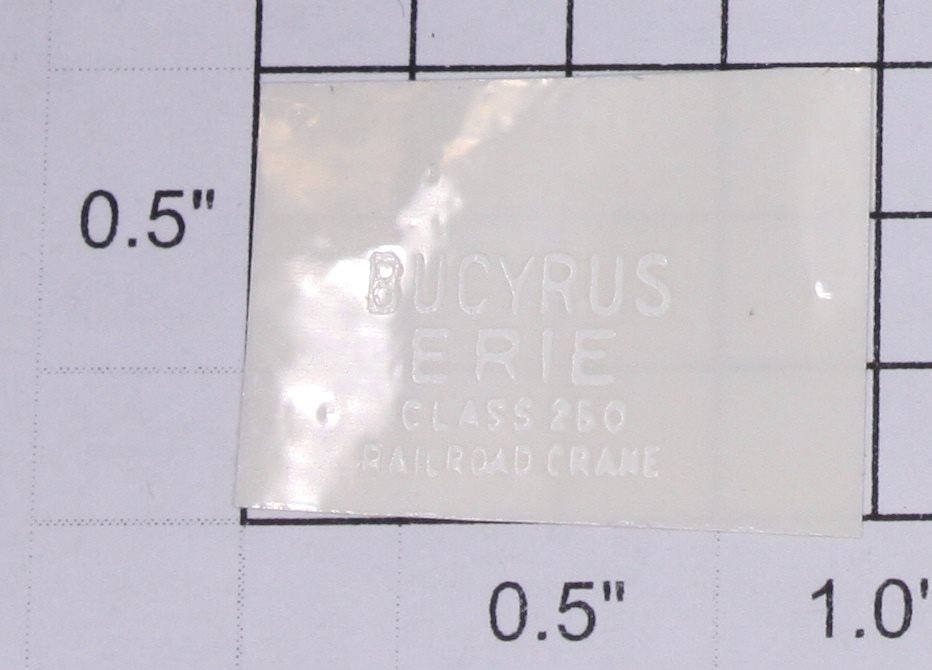 0.5"
BUCYRUS
ERIE
CLASS 250
RAILROAD CRANE
0.5"
1.0"